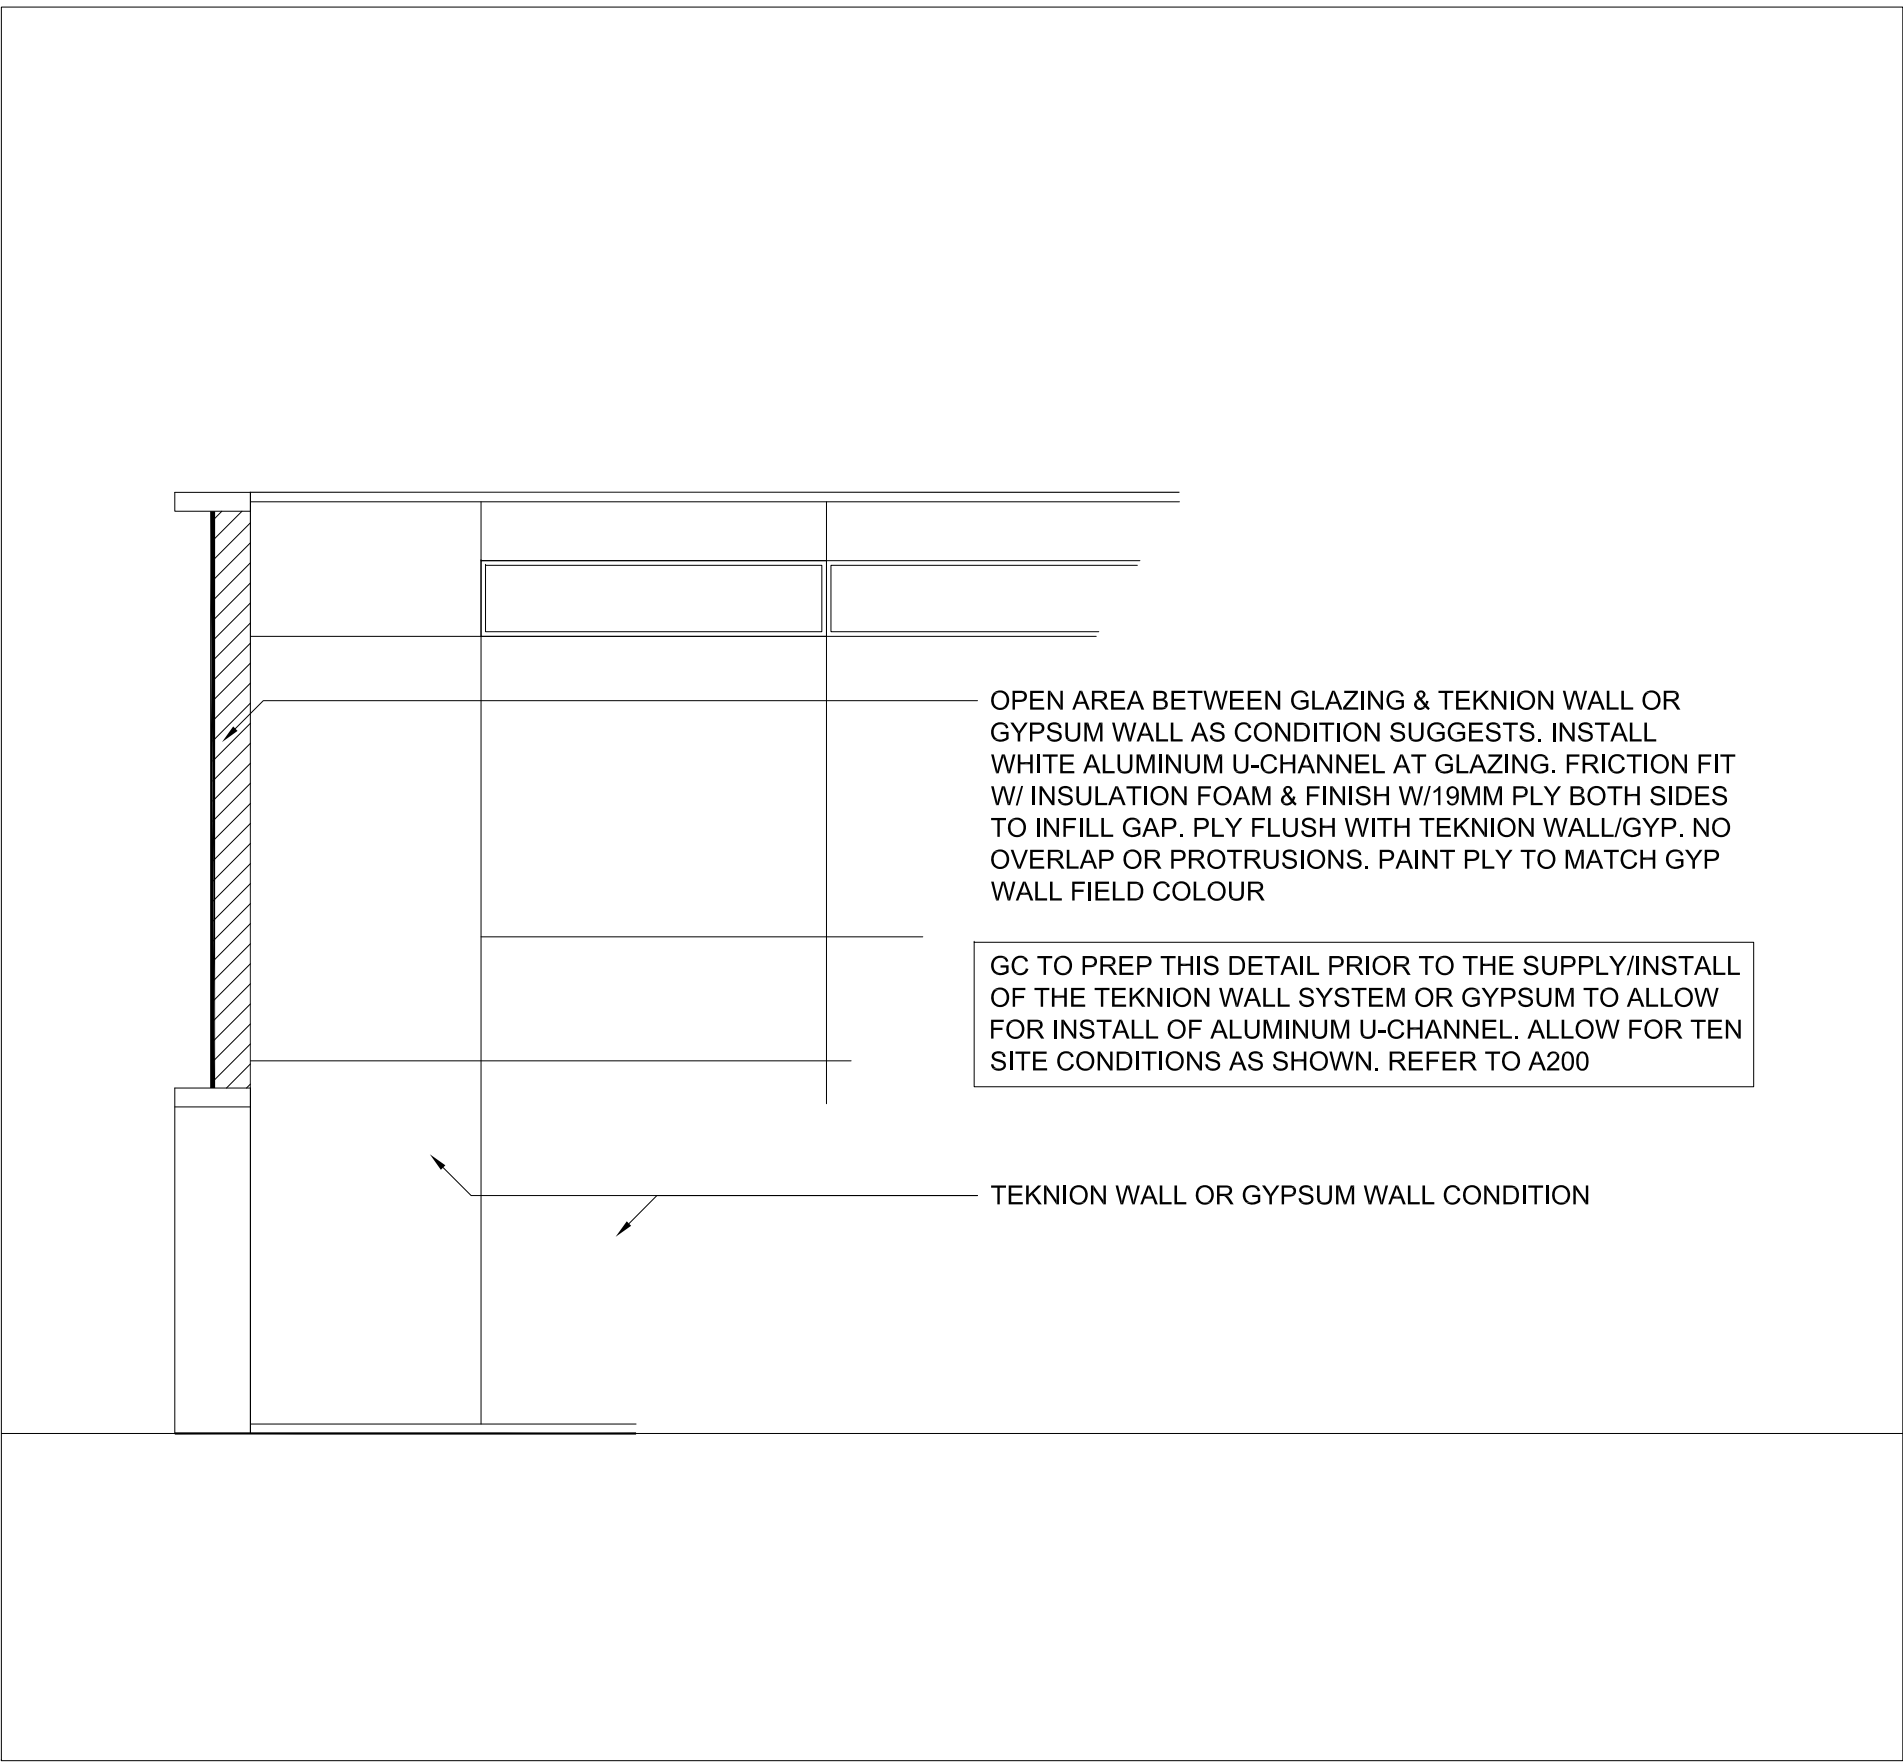 OPEN AREA BETWEEN GLAZING & TEKNION WALL OR
GYPSUM WALL AS CONDITION SUGGESTS. INSTALL
WHITE ALUMINUM U-CHANNEL AT GLAZING. FRICTION FIT
W/ INSULATION FOAM & FINISH W/19MM PLY BOTH SIDES
TO INFILL GAP. PLY FLUSH WITH TEKNION WALL/GYP. NO
OVERLAP OR PROTRUSIONS. PAINT PLY TO MATCH GYP
WALL FIELD COLOUR
GC TO PREP THIS DETAIL PRIOR TO THE SUPPLY/INSTALL
OF THE TEKNION WALL SYSTEM OR GYPSUM TO ALLOW
FOR INSTALL OF ALUMINUM U-CHANNEL. ALLOW FOR TEN
SITE CONDITIONS AS SHOWN. REFER TO A200
TEKNION WALL OR GYPSUM WALL CONDITION